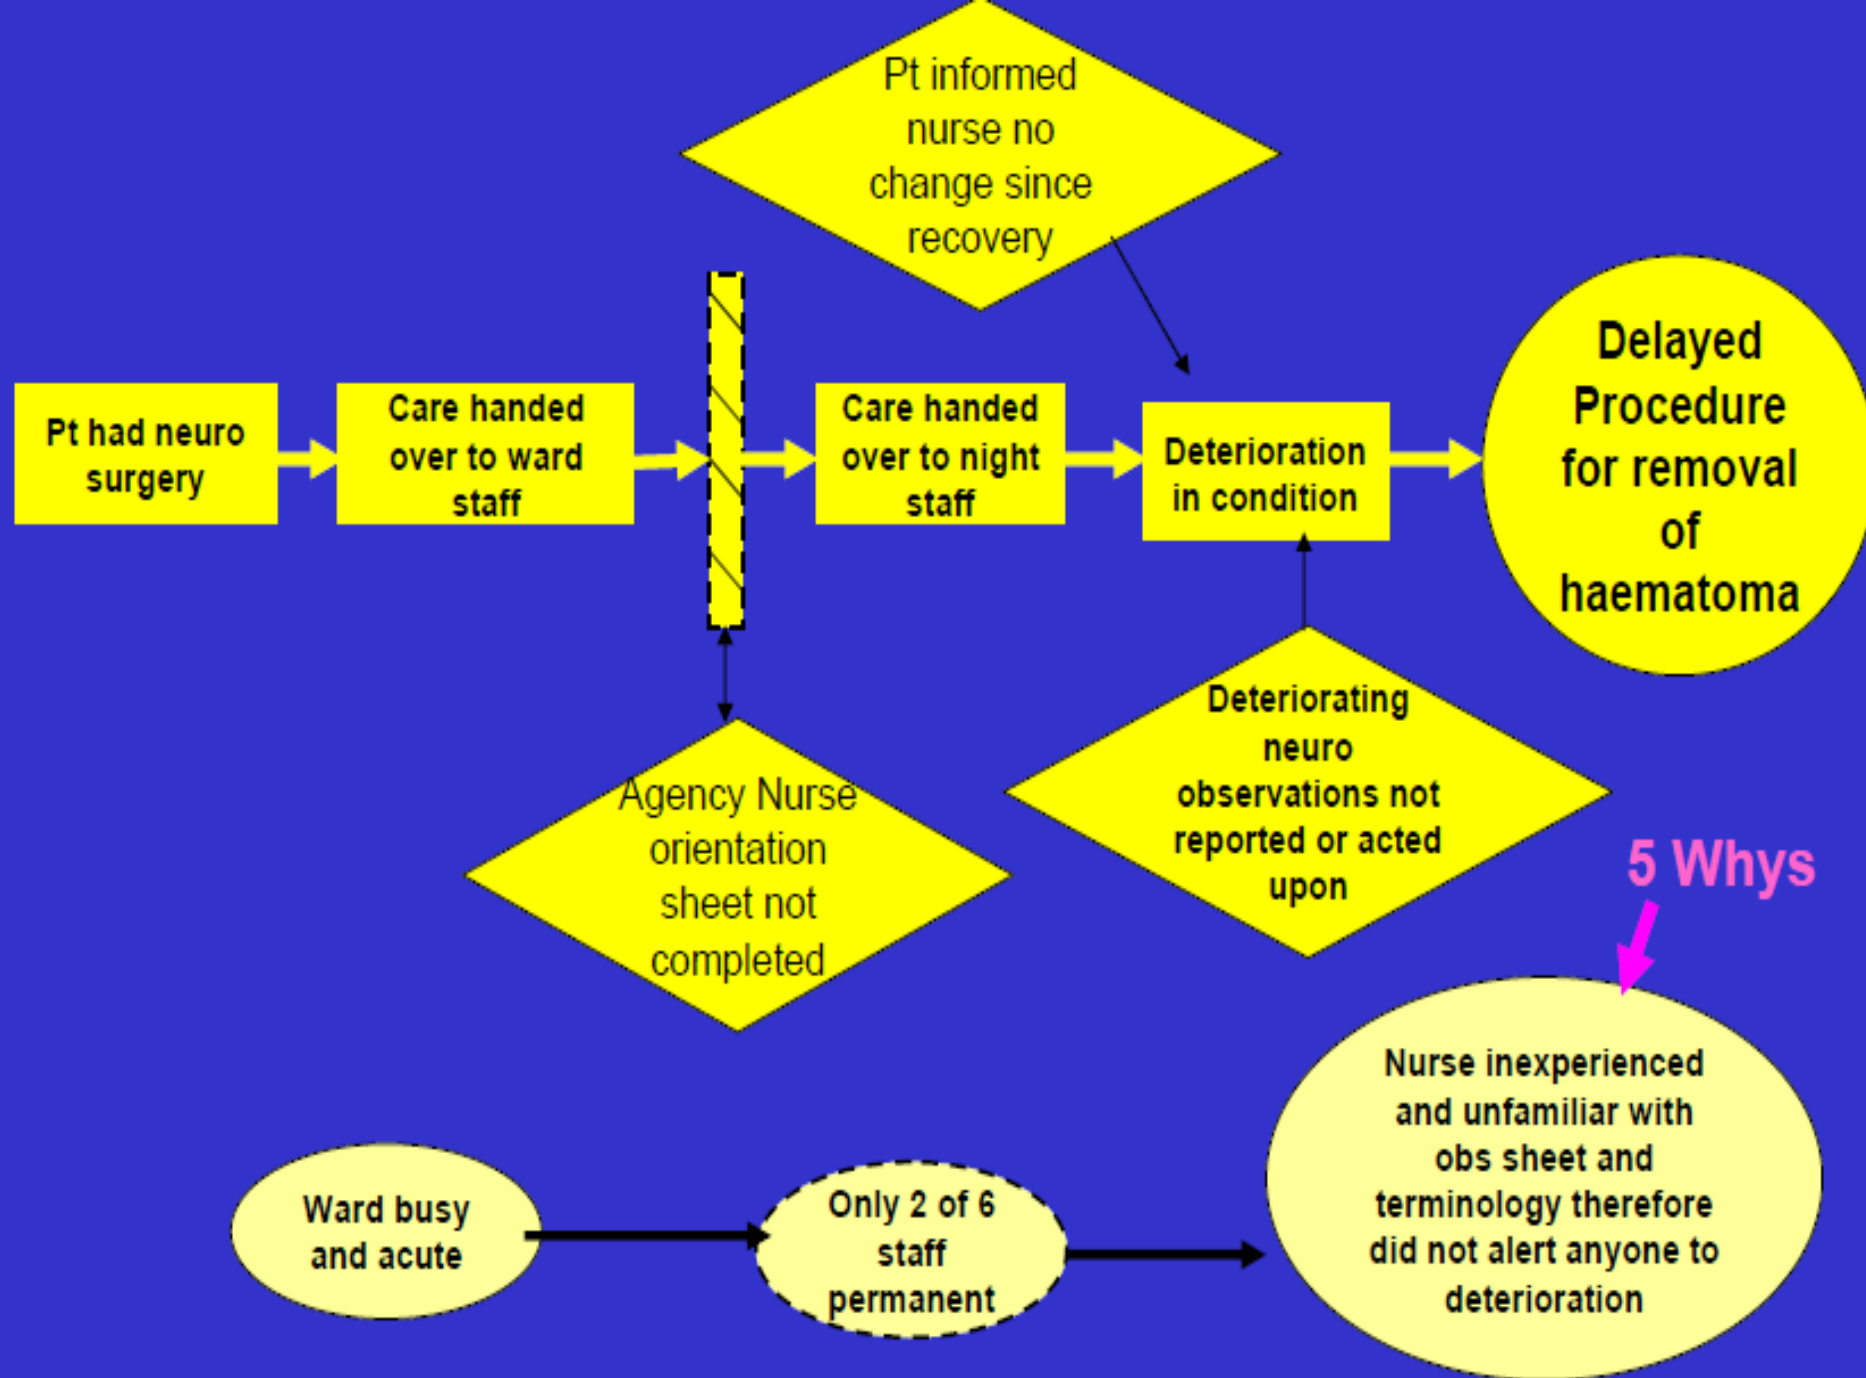 Pt informed
nurse no
change since
recovery
Pt had neuro
surgery
Care handed
over to ward
staff
Care handed
over to night
staff
Deterioration
in condition
Delayed
Procedure
for removal
of
haematoma
Agency Nurse
orientation
sheet not
completed
Deteriorating
neuro
observations not
reported or acted
upon
5 Whys
Ward busy
and acute
Only 2 of 6
staff
permanent
Nurse inexperienced
and unfamiliar with
obs sheet and
terminology therefore
did not alert anyone to
deterioration